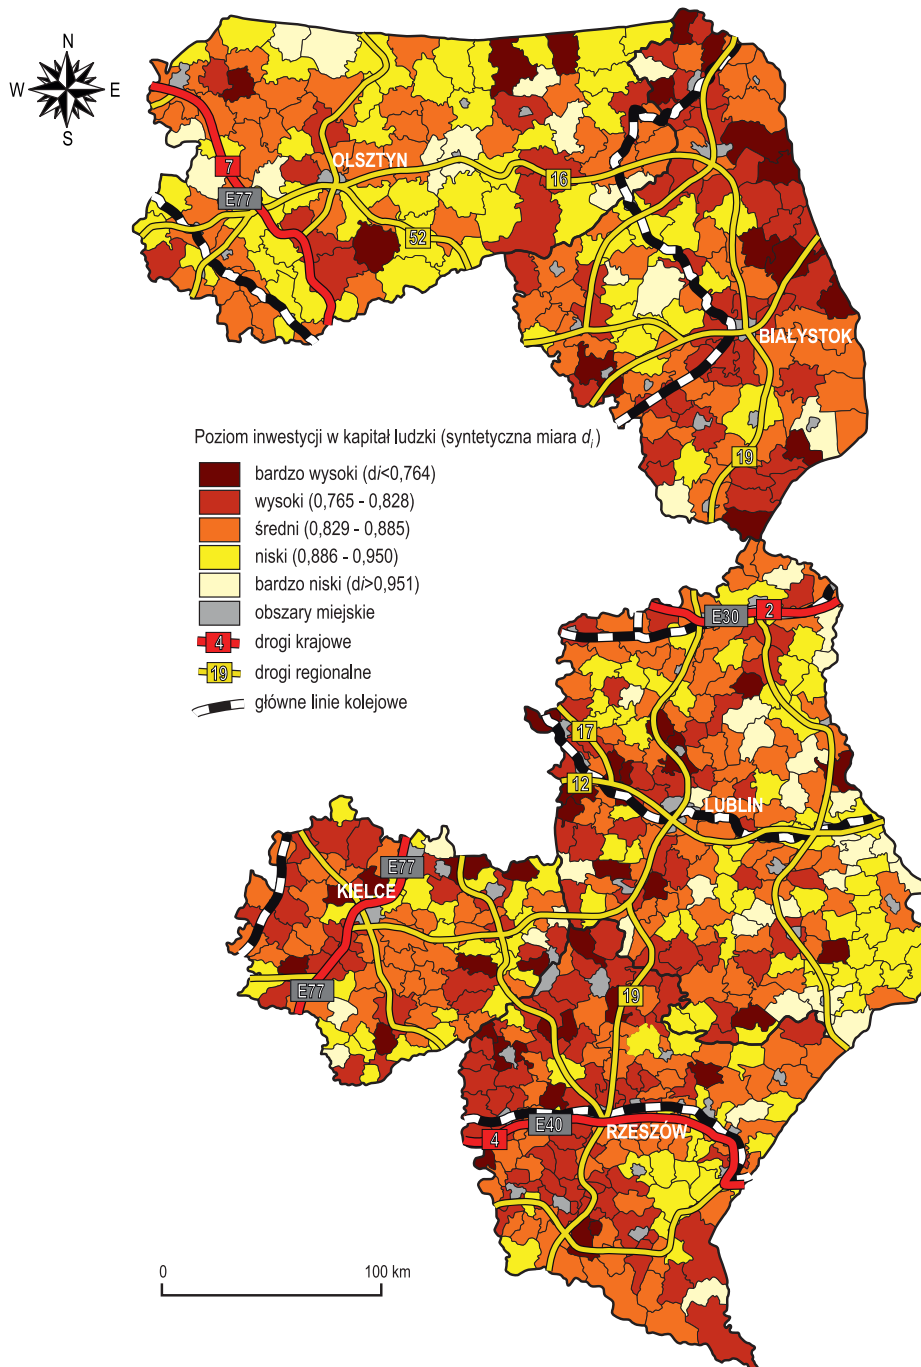 N
W
E
S
OLSZTYN
7
E77
16
52
BIAŁYSTOK
19
Poziom inwestycji w kapitał ludzki (syntetyczna miara di)
bardzo wysoki (di<0,764)
wysoki (0,765 - 0,828)
średni (0,829 - 0,885)
niski (0,886 - 0,950)
bardzo niski (di>0,951)
obszary miejskie
4 drogi krajowe
19 drogi regionalne
główne linie kolejowe
E30
2
17
12
LUBLIN
E77
KIELCE
E77
19
E40
4
RZESZÓW
0
100 km